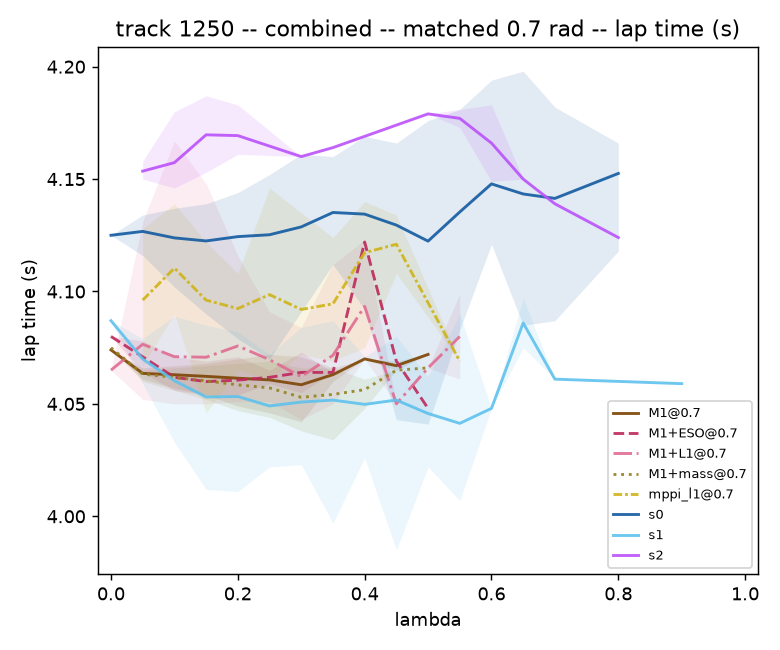 track 1250 -- combined -- matched 0.7 rad -- lap time (s)
lap time (s)
4.20
4.15
4.10
4.05
4.00
0.0 0.2 0.4 0.6 0.8 1.0
lambda
M1@0.7
M1+ESO@0.7
M1+L1@0.7
M1+mass@0.7
mppi_l1@0.7
s0
s1
s2